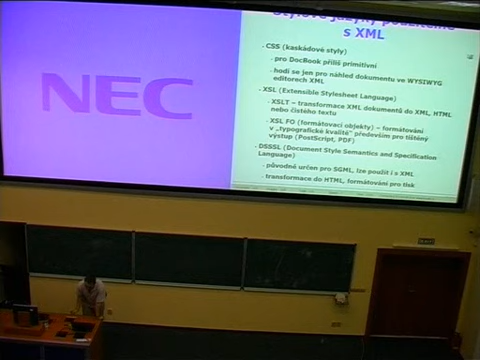 NEC
Stylové jazyky použitelné
s XML
- CSS (kaskádové styly)
- pro DocBook příliš primitivní
- hodí se jen pro náhled dokumentu ve WYSIWYG
editorech XML
- XSL (Extensible Stylesheet Language)
- XSLT – transformace XML dokumentů do XML, HTML
nebo čistého textu
- XSL FO (formátovací objekty) – formátování
v „typografické kvalitě" především pro tištěný
výstup (PostScript, PDF)
- DSSSL (Document Style Semantics and Specification
Language)
- původně určen pro SGML, lze použít i s XML
- transformace do HTML, formátování pro tisk